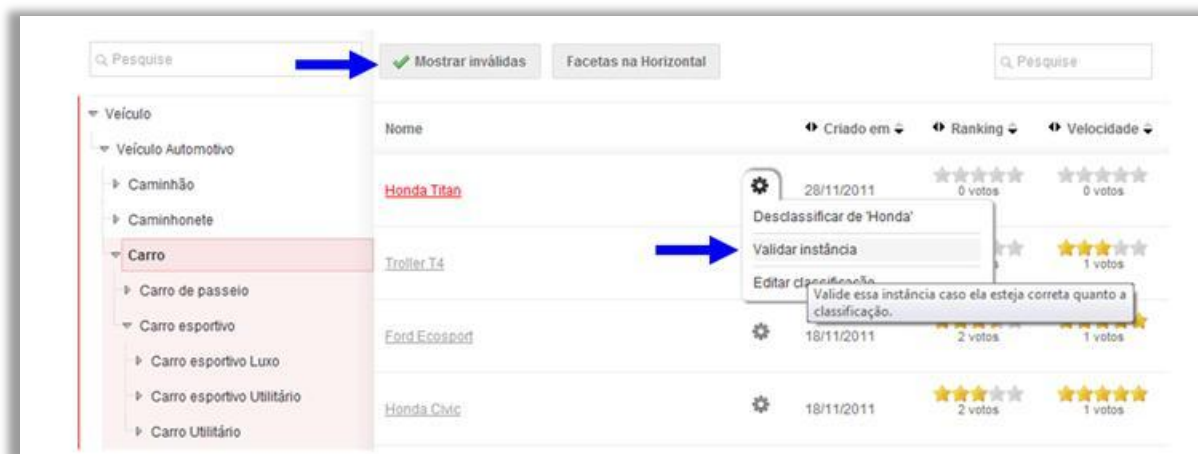 Pesquise
Mostrar inválidas
Facetas na Horizontal
Pesquise
Veículo
Veículo Automotivo
Caminhão
Caminhonete
Carro
Carro de passeio
Carro esportivo
Carro esportivo Luxo
Carro esportivo Utilitário
Carro Utilitário
Nome Criado em Ranking Velocidade
Honda Titan 28/11/2011 0 votos 0 votos
Desclassificar de 'Honda'
Validar instância
Editar classificação
Valide essa instância caso ela esteja correta quanto a
classificação.
Troller T4 1 votos
Ford Ecosport 18/11/2011 2 votos 1 votos
Honda Civic 18/11/2011 2 votos 1 votos